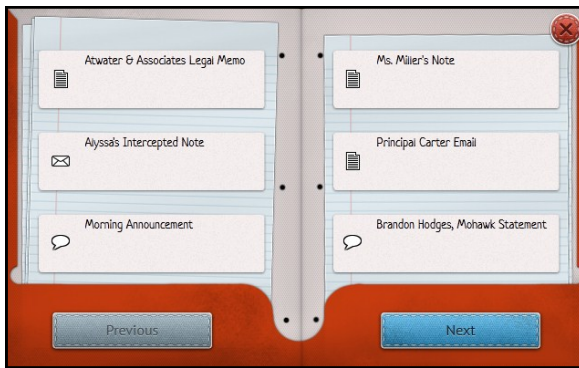 Atwater & Associates Legal Memo
Alyssa's Intercepted Note
Morning Announcement
Ms. Miller's Note
Principal Carter Email
Brandon Hodges, Mohawk Statement
Previous
Next